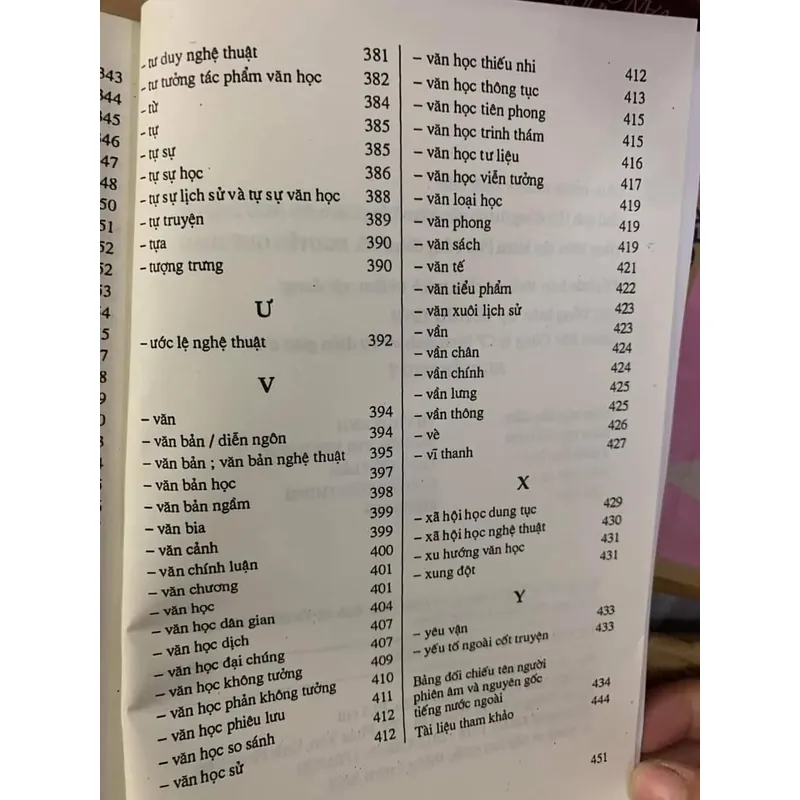 – tư duy nghệ thuật 381
– tư tưởng tác phẩm văn học 382
– từ 384
– tự 385
– tự sự 385
– tự sự học 386
– tự sự lịch sử và tự sự văn học 388
– tự truyện 389
– tựa 390
– tượng trưng 390
Ư
– ước lệ nghệ thuật 392
V
– văn 394
– văn bản / diễn ngôn 394
– văn bản ; văn bản nghệ thuật 395
– văn bản học 397
– văn bản ngầm 398
– văn bia 399
– văn cảnh 399
– văn chính luận 400
– văn chương 401
– văn học 401
– văn học dân gian 404
– văn học dịch 407
– văn học đại chúng 407
– văn học không tưởng 409
– văn học phản không tưởng 410
– văn học phiêu lưu 411
– văn học so sánh 412
– văn học sử 412
– văn học thiếu nhi 412
– văn học thông tục 413
– văn học tiên phong 415
– văn học trinh thám 415
– văn học tư liệu 416
– văn học viễn tưởng 417
– văn loại học 419
– văn phong 419
– văn sách 419
– văn tế 421
– văn tiểu phẩm 422
– văn xuôi lịch sử 423
– vần 423
– vần chân 424
– vần chính 424
– vần lưng 425
– vần thông 425
– vè 426
– vĩ thanh 427
X
– xã hội học dung tục 429
– xã hội học nghệ thuật 430
– xu hướng văn học 431
– xung đột 431
Y
– yêu vận 433
– yếu tố ngoài cốt truyện 433
Bảng đối chiếu tên người
phiên âm và nguyên gốc
tiếng nước ngoài 434
Tài liệu tham khảo 444
451